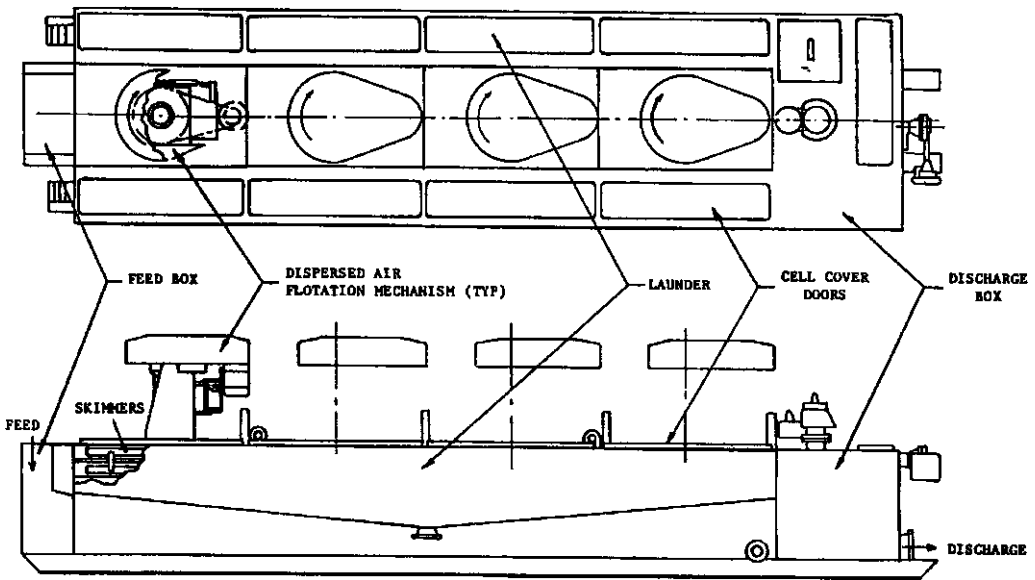 FEED BOX
DISPERSED AIR
FLOTATION MECHANISM (TYP)
LAUNDER
CELL COVER
DOORS
DISCHARGE
BOX
SKIMMERS
FEED
DISCHARGE